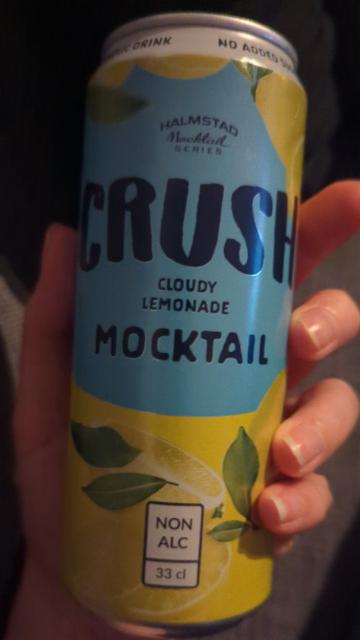 DRINK
NO ADDED
HALMSTAD
Mocktail
SERIES
CRUSH
CLOUDY
LEMONADE
MOCKTAIL
NON
ALC
33 cl